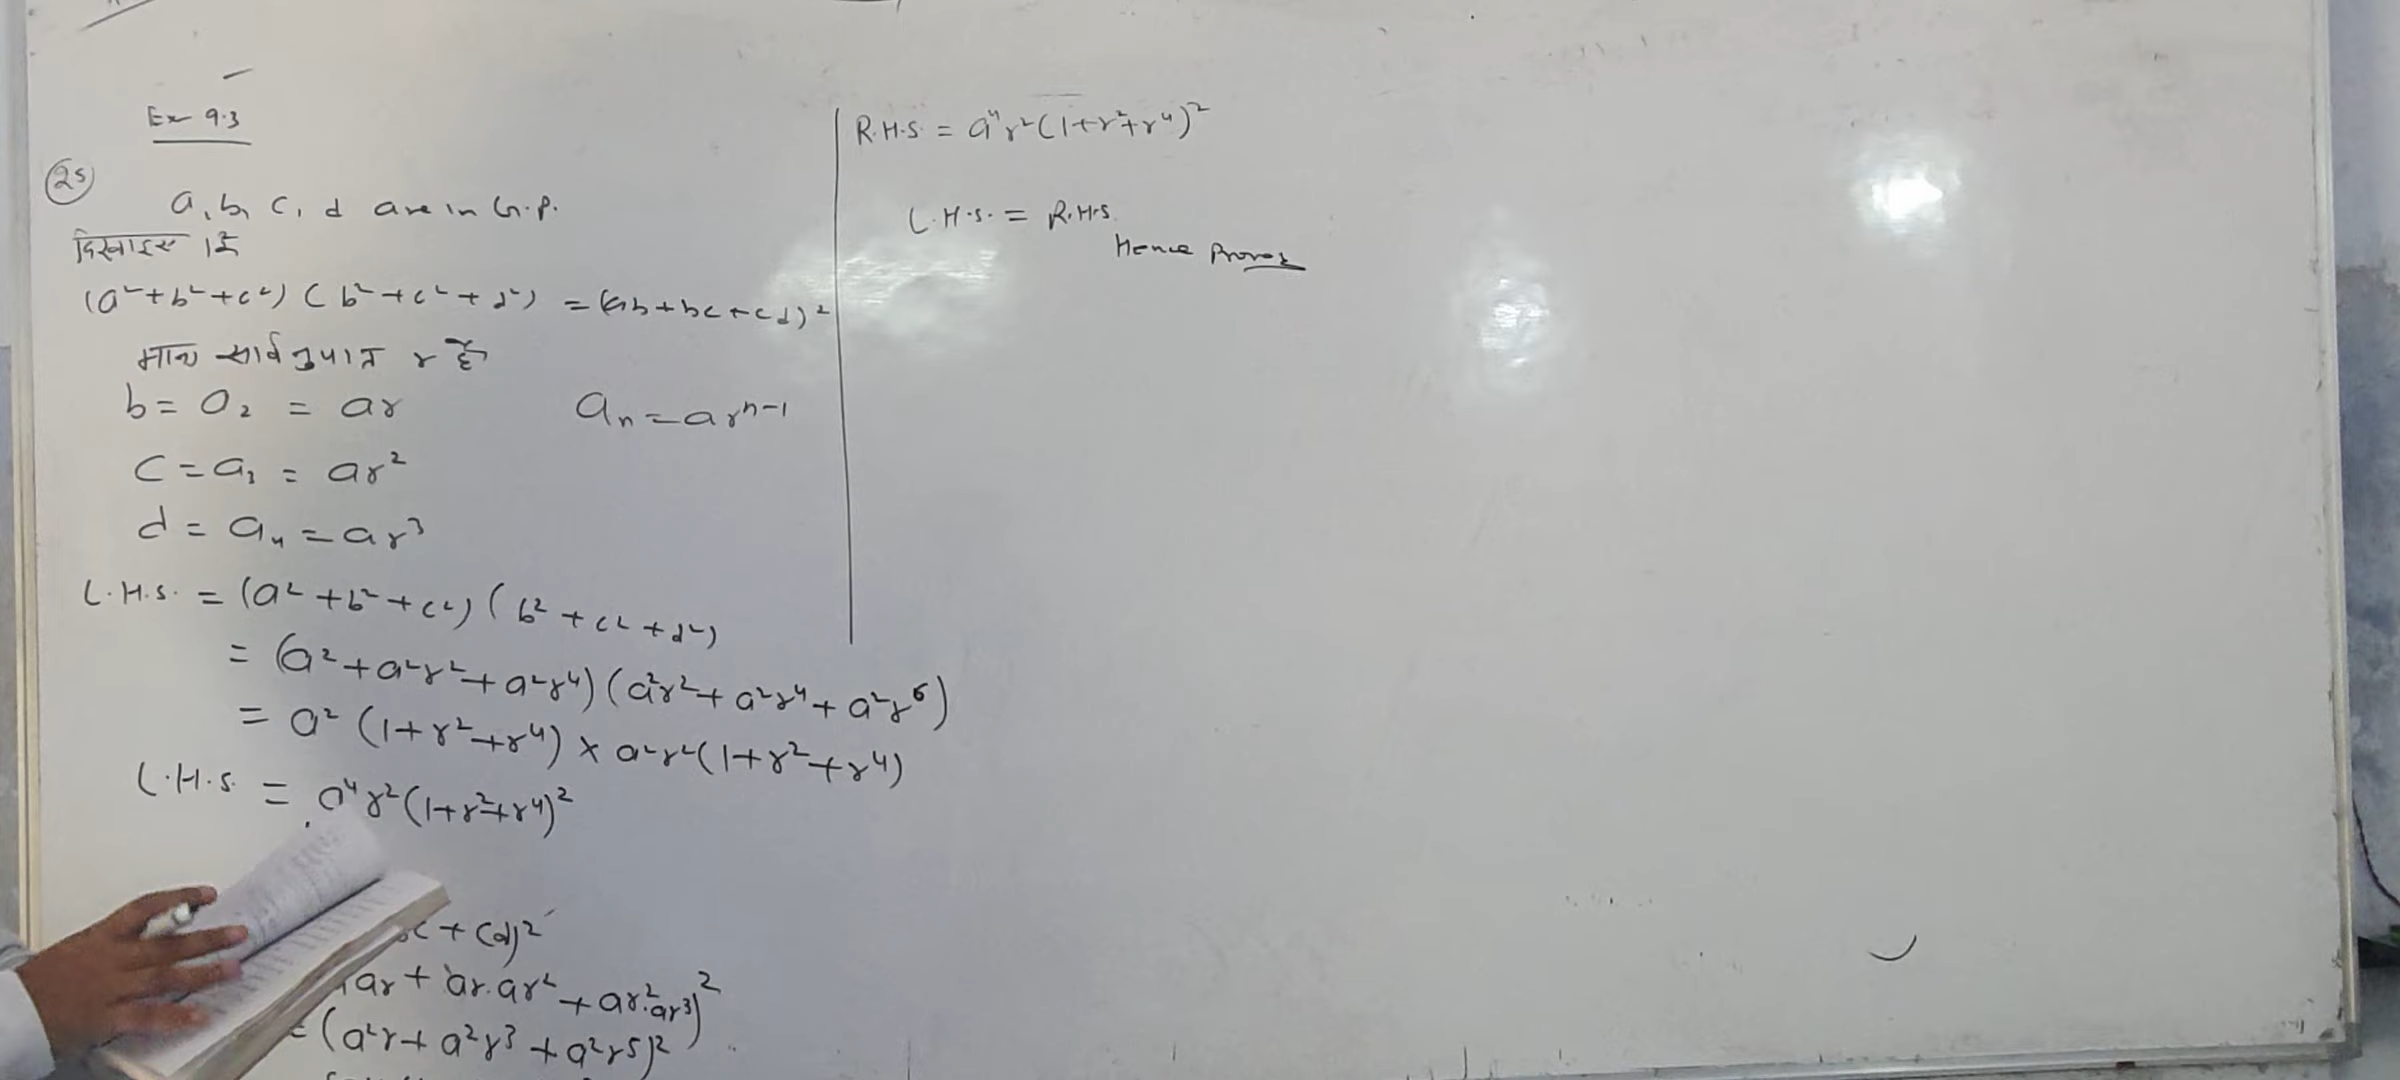 Ex 9.3
(25)
a, b, c, d are in G.P.
दिखाइए कि
(a²+b²+c²) (b²+c²+d²) = (ab+bc+cd)²
माना सार्व अनुपात r है
b = a₂ = ar
aₙ = arⁿ⁻¹
c = a₃ = ar²
d = a₄ = ar³
L.H.S. = (a²+b²+c²) (b²+c²+d²)
= (a²+a²r²+a²r⁴) (a²r²+a²r⁴+a²r⁶)
= a² (1+r²+r⁴) × a²r² (1+r²+r⁴)
L.H.S. = a⁴r² (1+r²+r⁴)²
c + cd)²
ar + ar.ar² + ar².ar³)²
= (a²r + a²r³ + a²r⁵)²
R.H.S. = a⁴r² (1+r²+r⁴)²
L.H.S. = R.H.S.
Hence Proved